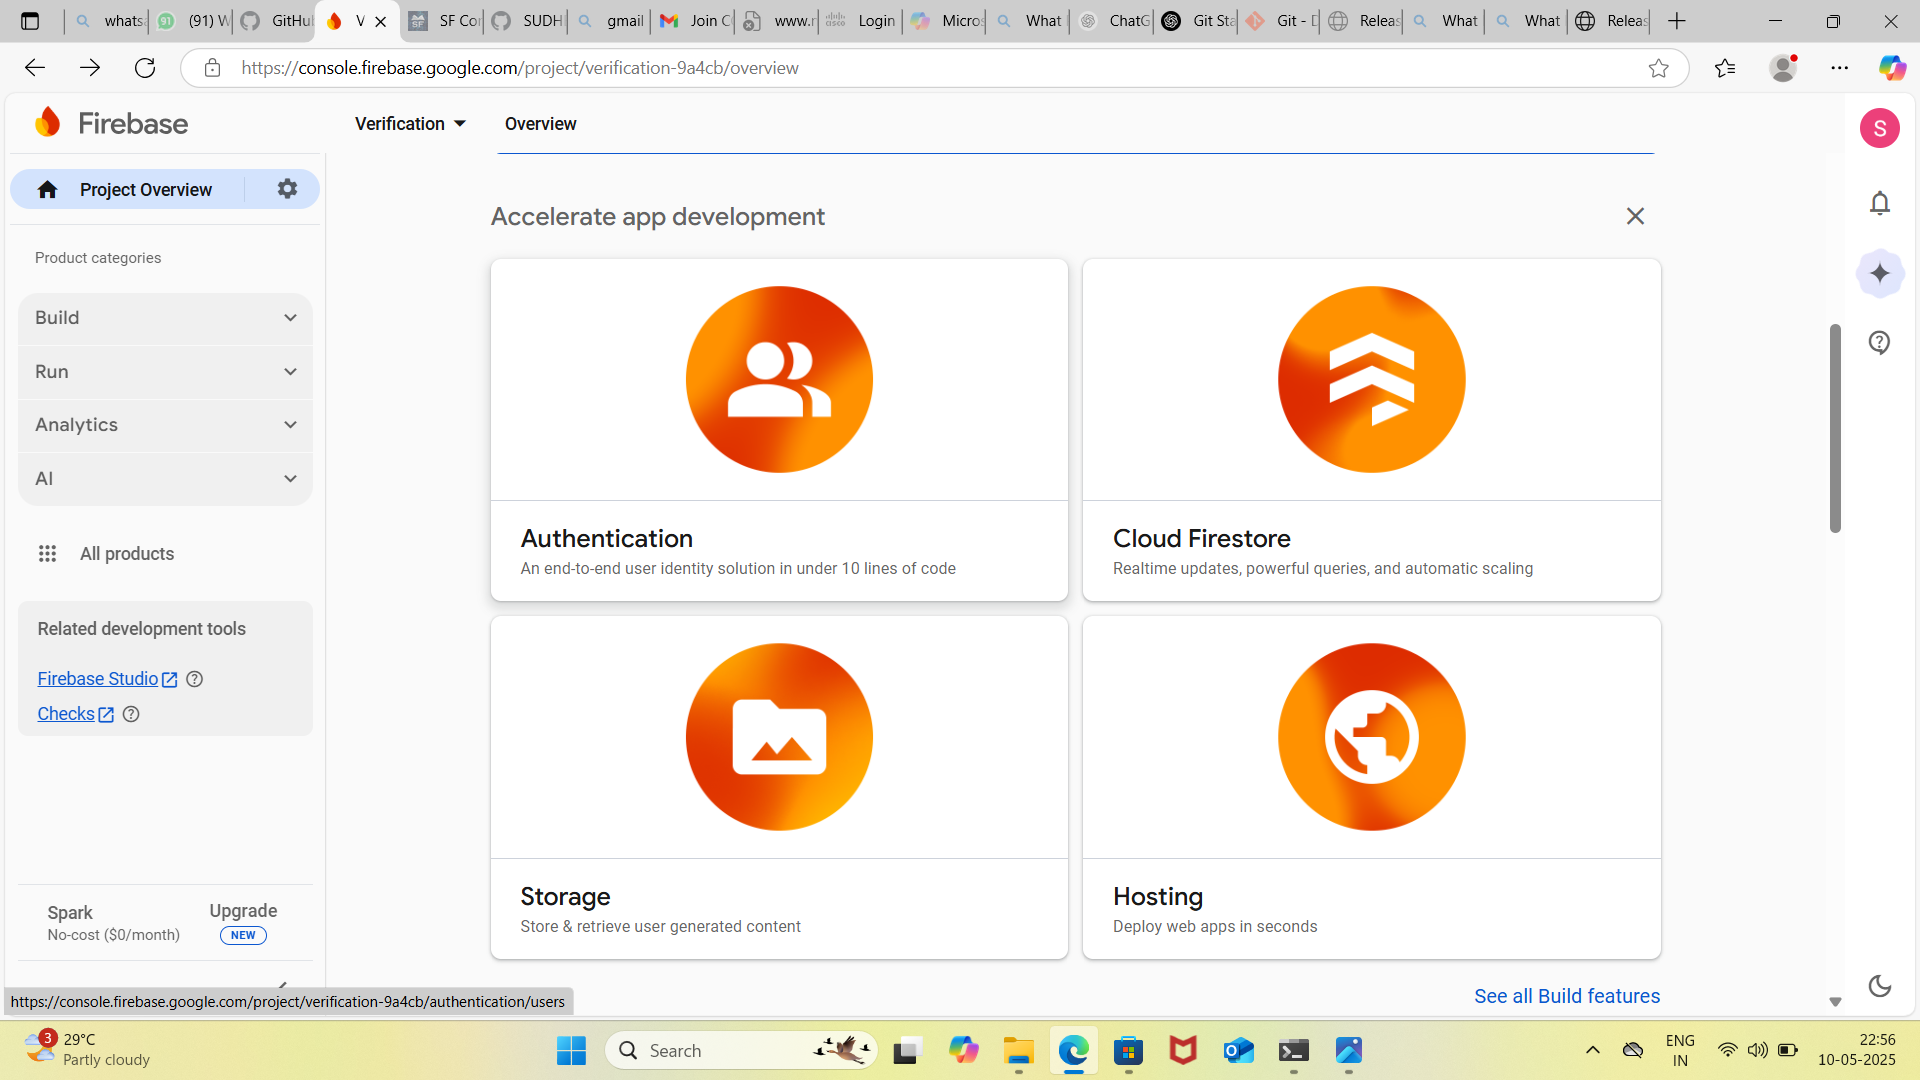 whats
(91) W
GitHu
V
SF Cor
SUDH
gmail
Join C
www.r
Login
Micros
What
ChatG
Git Sta
Git - D
Releas
What
What
Releas
https://console.firebase.google.com/project/verification-9a4cb/overview
Firebase
Verification
Overview
S
Project Overview
Accelerate app development
Product categories
Build
Run
Analytics
AI
All products
Related development tools
Firebase Studio
Checks
Authentication
An end-to-end user identity solution in under 10 lines of code
Cloud Firestore
Realtime updates, powerful queries, and automatic scaling
Storage
Store & retrieve user generated content
Hosting
Deploy web apps in seconds
Spark
No-cost ($0/month)
Upgrade
NEW
See all Build features
https://console.firebase.google.com/project/verification-9a4cb/authentication/users
3
29°C
Partly cloudy
Search
ENG
IN
22:56
10-05-2025